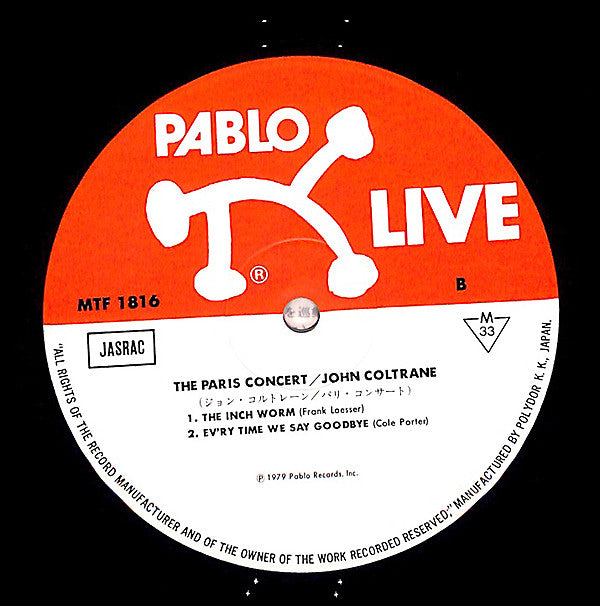 PABLO
LIVE
®
MTF 1816
B
を巡
JASRAC
M
33
THE PARIS CONCERT/JOHN COLTRANE
(ジョン・コルトレーン/パリ・コンサート)
1. THE INCH WORM (Frank Loesser)
2. EV'RY TIME WE SAY GOODBYE (Cole Porter)
℗ 1979 Pablo Records, Inc.
"ALL RIGHTS OF THE RECORD MANUFACTURER AND OF THE OWNER OF THE WORK RECORDED RESERVED," MANUFACTURED BY POLYDOR K. K., JAPAN.